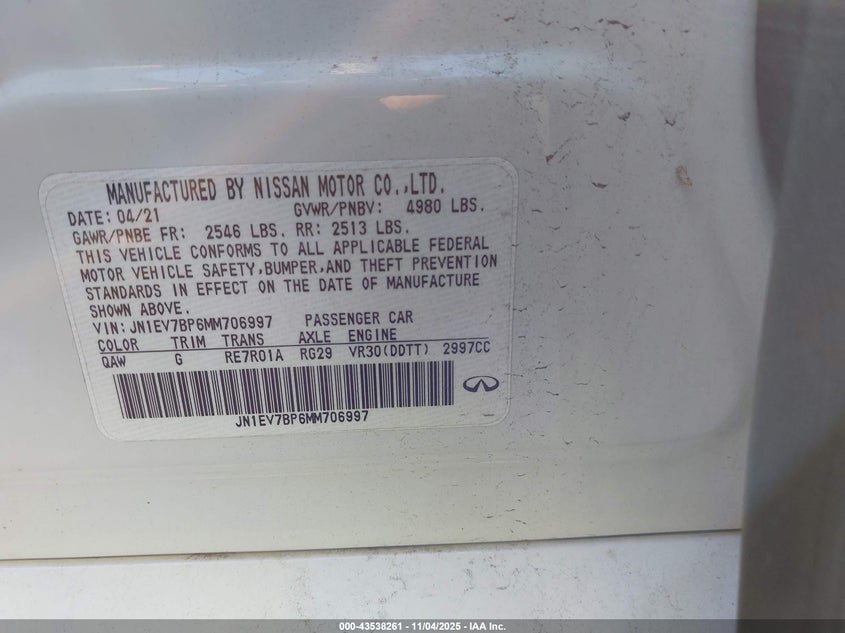 MANUFACTURED BY NISSAN MOTOR CO.,LTD.
DATE: 04/21 GVWR/PNBV: 4980 LBS.
GAWR/PNBE FR: 2546 LBS. RR: 2513 LBS.
THIS VEHICLE CONFORMS TO ALL APPLICABLE FEDERAL
MOTOR VEHICLE SAFETY,BUMPER,AND THEFT PREVENTION
STANDARDS IN EFFECT ON THE DATE OF MANUFACTURE
SHOWN ABOVE.
VIN: JN1EV7BP6MM706997 PASSENGER CAR
COLOR TRIM TRANS AXLE ENGINE
QAW G RE7R01A RG29 VR30(DDTT) 2997CC
JN1EV7BP6MM706997
000-43538261 - 11/04/2025 - IAA Inc.